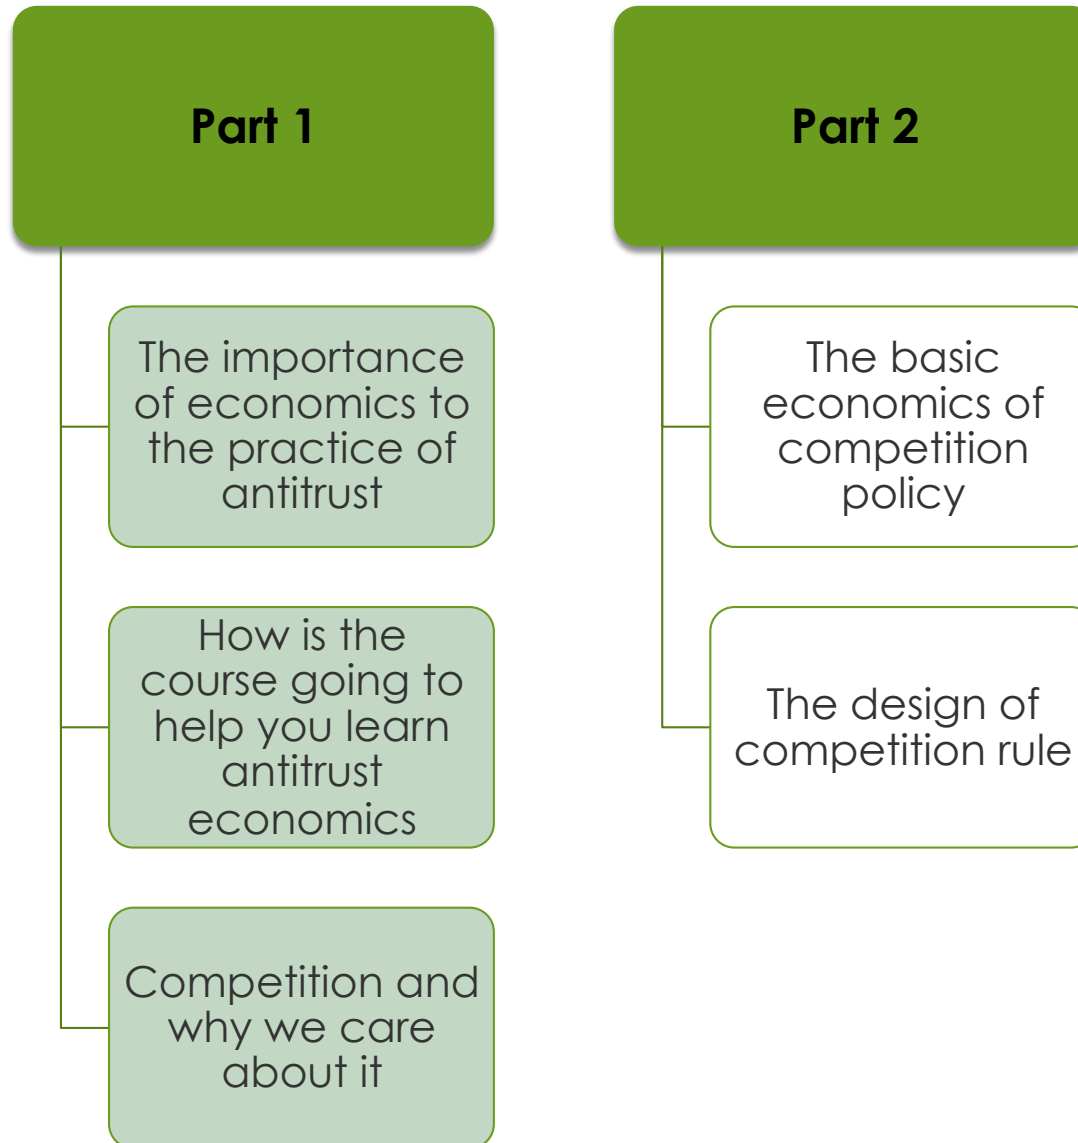 Part 1
The importance
of economics to
the practice of
antitrust
How is the
course going to
help you learn
antitrust
economics
Competition and
why we care
about it
Part 2
The basic
economics of
competition
policy
The design of
competition rule